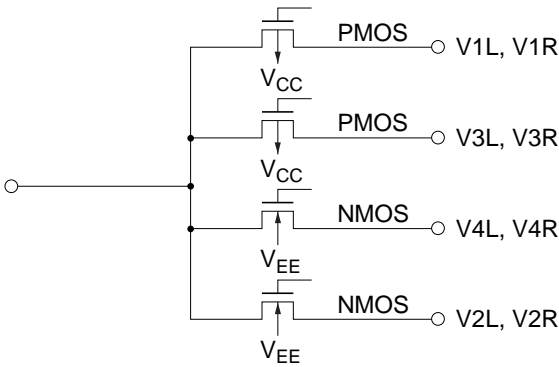 PMOS V1L, V1R
VCC
PMOS V3L, V3R
VCC
NMOS V4L, V4R
VEE
NMOS V2L, V2R
VEE